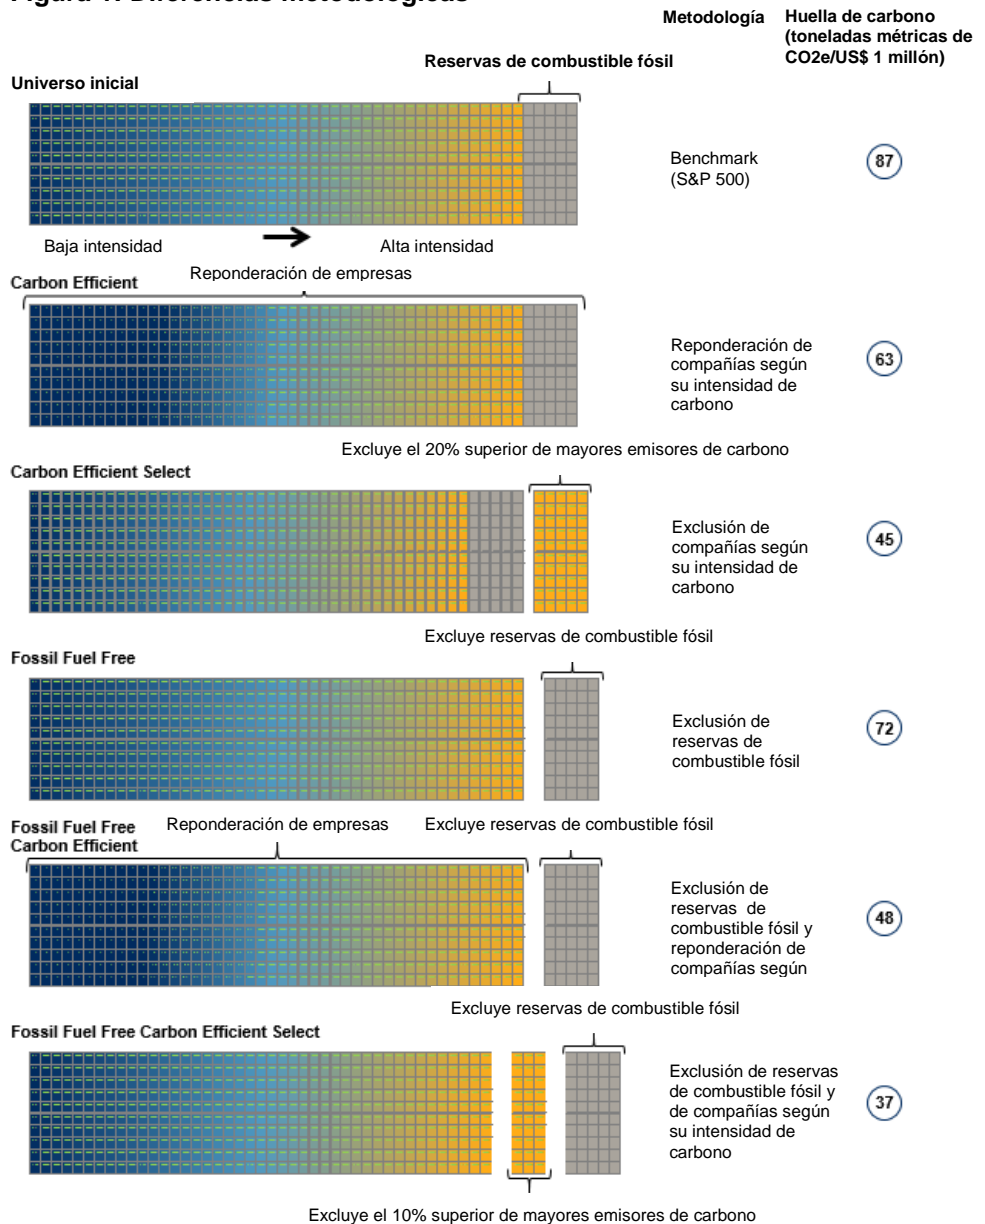 Metodología
Huella de carbono
(toneladas métricas de
CO2e/US$ 1 millón)
Reservas de combustible fósil
Universo inicial
Benchmark
(S&P 500)
87
Baja intensidad
Alta intensidad
Reponderación de empresas
Carbon Efficient
Reponderación de
compañías según
su intensidad de
carbono
63
Excluye el 20% superior de mayores emisores de carbono
Carbon Efficient Select
Exclusión de
compañías según
su intensidad de
carbono
45
Excluye reservas de combustible fósil
Fossil Fuel Free
Exclusión de
reservas de
combustible fósil
72
Fossil Fuel Free
Carbon Efficient
Reponderación de empresas
Excluye reservas de combustible fósil
Exclusión de
reservas de
combustible fósil y
reponderación de
compañías según
48
Excluye reservas de combustible fósil
Fossil Fuel Free Carbon Efficient Select
Exclusión de reservas
de combustible fósil y
de compañías según
su intensidad de
carbono
37
Excluye el 10% superior de mayores emisores de carbono